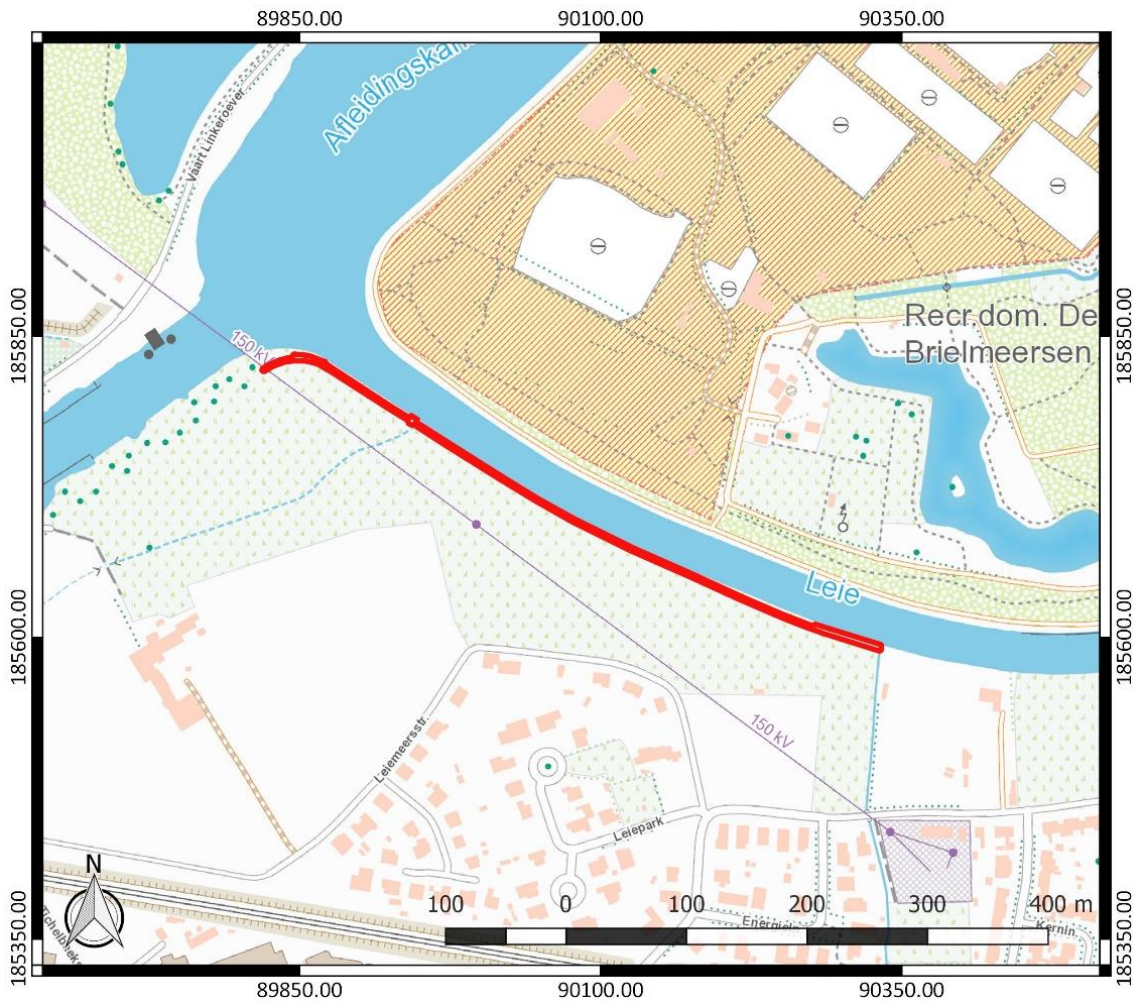 89850.00 90100.00 90350.00
Afleidingskan
Vaart Linkeroever
185850.00
185850.00
Recr.dom. De
Brielmeersen
150 kV
Leie
185600.00
185600.00
150 kV
Leiemeersstr.
Leiepark
N
100 0 100 200 300 400 m
Kernin
185350.00
185350.00
89850.00 90100.00 90350.00